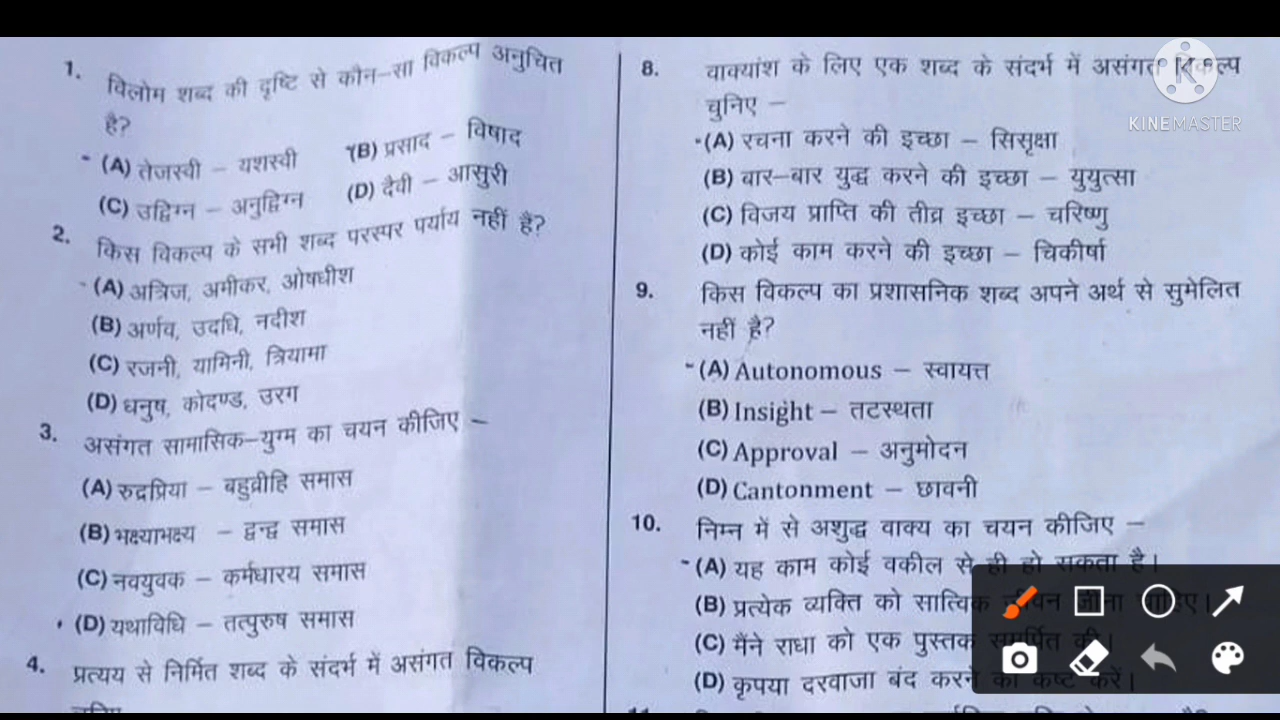 1. विलोम शब्द की दृष्टि से कौन–सा विकल्प अनुचित
है?
(A) तेजस्वी – यशस्वी (B) प्रसाद – विषाद
(C) उद्विग्न – अनुद्विग्न (D) दैवी – आसुरी
2. किस विकल्प के सभी शब्द परस्पर पर्याय नहीं है?
(A) अत्रिज, अमीकर, ओषधीश
(B) अर्णव, उदधि, नदीश
(C) रजनी, यामिनी, त्रियामा
(D) धनुष, कोदण्ड, उरग
3. असंगत सामासिक–युग्म का चयन कीजिए –
(A) रुद्रप्रिया – बहुव्रीहि समास
(B) भक्ष्याभक्ष्य – द्वन्द्व समास
(C) नवयुवक – कर्मधारय समास
(D) यथाविधि – तत्पुरुष समास
4. प्रत्यय से निर्मित शब्द के संदर्भ में असंगत विकल्प
8. वाक्यांश के लिए एक शब्द के संदर्भ में असंगत विकल्प
चुनिए –
(A) रचना करने की इच्छा – सिसृक्षा
(B) बार–बार युद्ध करने की इच्छा – युयुत्सा
(C) विजय प्राप्ति की तीव्र इच्छा – चरिष्णु
(D) कोई काम करने की इच्छा – चिकीर्षा
9. किस विकल्प का प्रशासनिक शब्द अपने अर्थ से सुमेलित
नहीं है?
(A) Autonomous – स्वायत्त
(B) Insight – तटस्थता
(C) Approval – अनुमोदन
(D) Cantonment – छावनी
10. निम्न में से अशुद्ध वाक्य का चयन कीजिए –
(A) यह काम कोई वकील से ही हो सकता है।
(B) प्रत्येक व्यक्ति को सात्विक जीवन जीना चाहिए।
(C) मैंने राधा को एक पुस्तक समर्पित की।
(D) कृपया दरवाजा बंद करने का कष्ट करें।
K
KINEMASTER